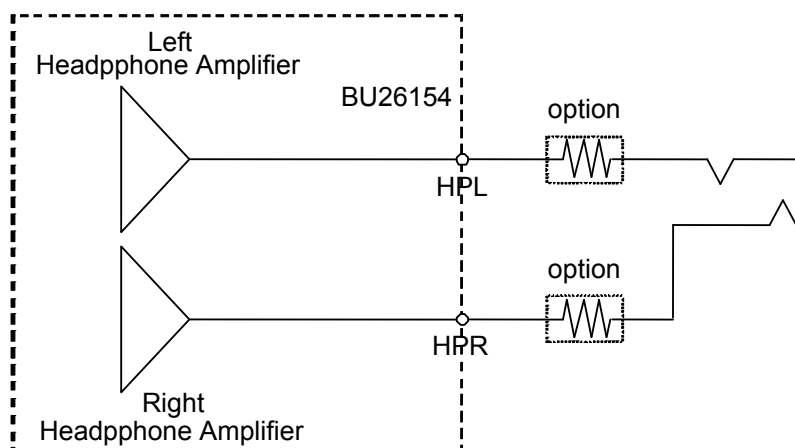 Left
Headpphone Amplifier
BU26154
option
HPL
option
HPR
Right
Headpphone Amplifier